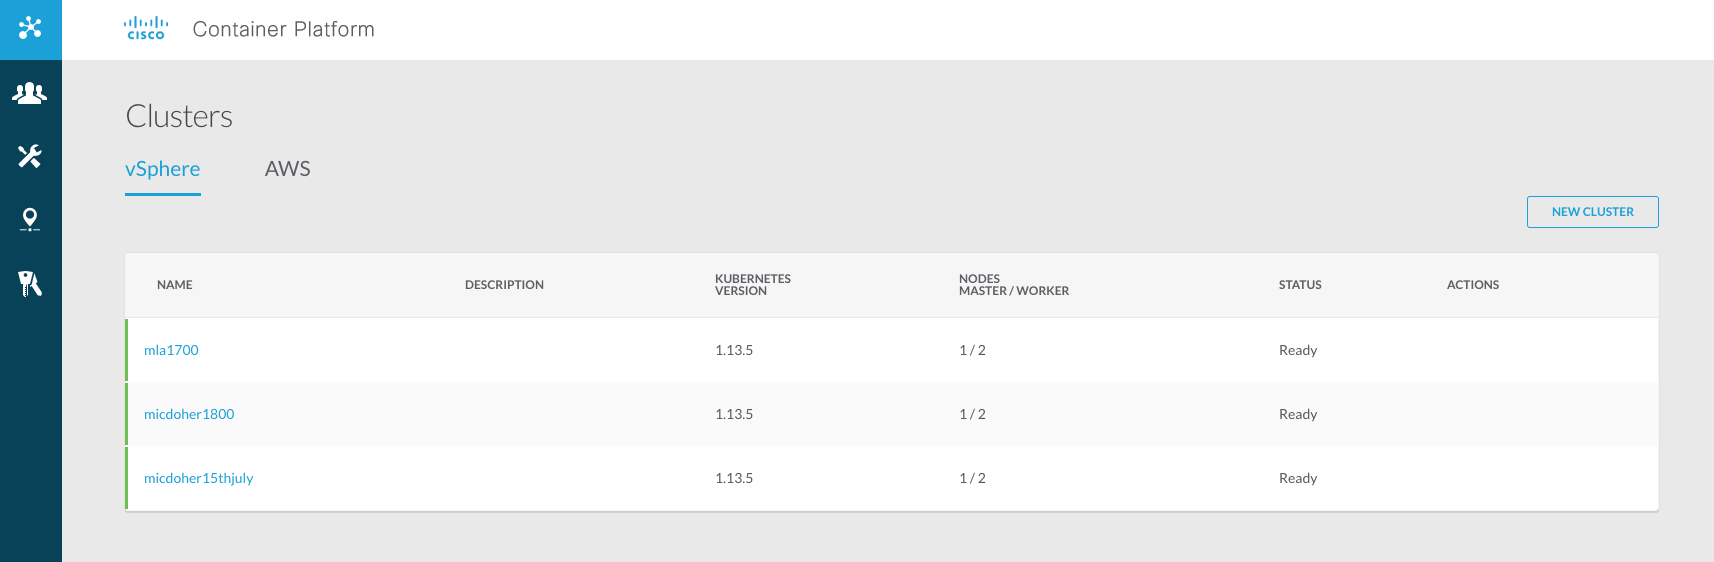 CISCO Container Platform
Clusters
vSphere AWS
NEW CLUSTER
NAME DESCRIPTION KUBERNETES VERSION NODES MASTER / WORKER STATUS ACTIONS
mla1700 1.13.5 1 / 2 Ready
micdoher1800 1.13.5 1 / 2 Ready
micdoher15thjuly 1.13.5 1 / 2 Ready